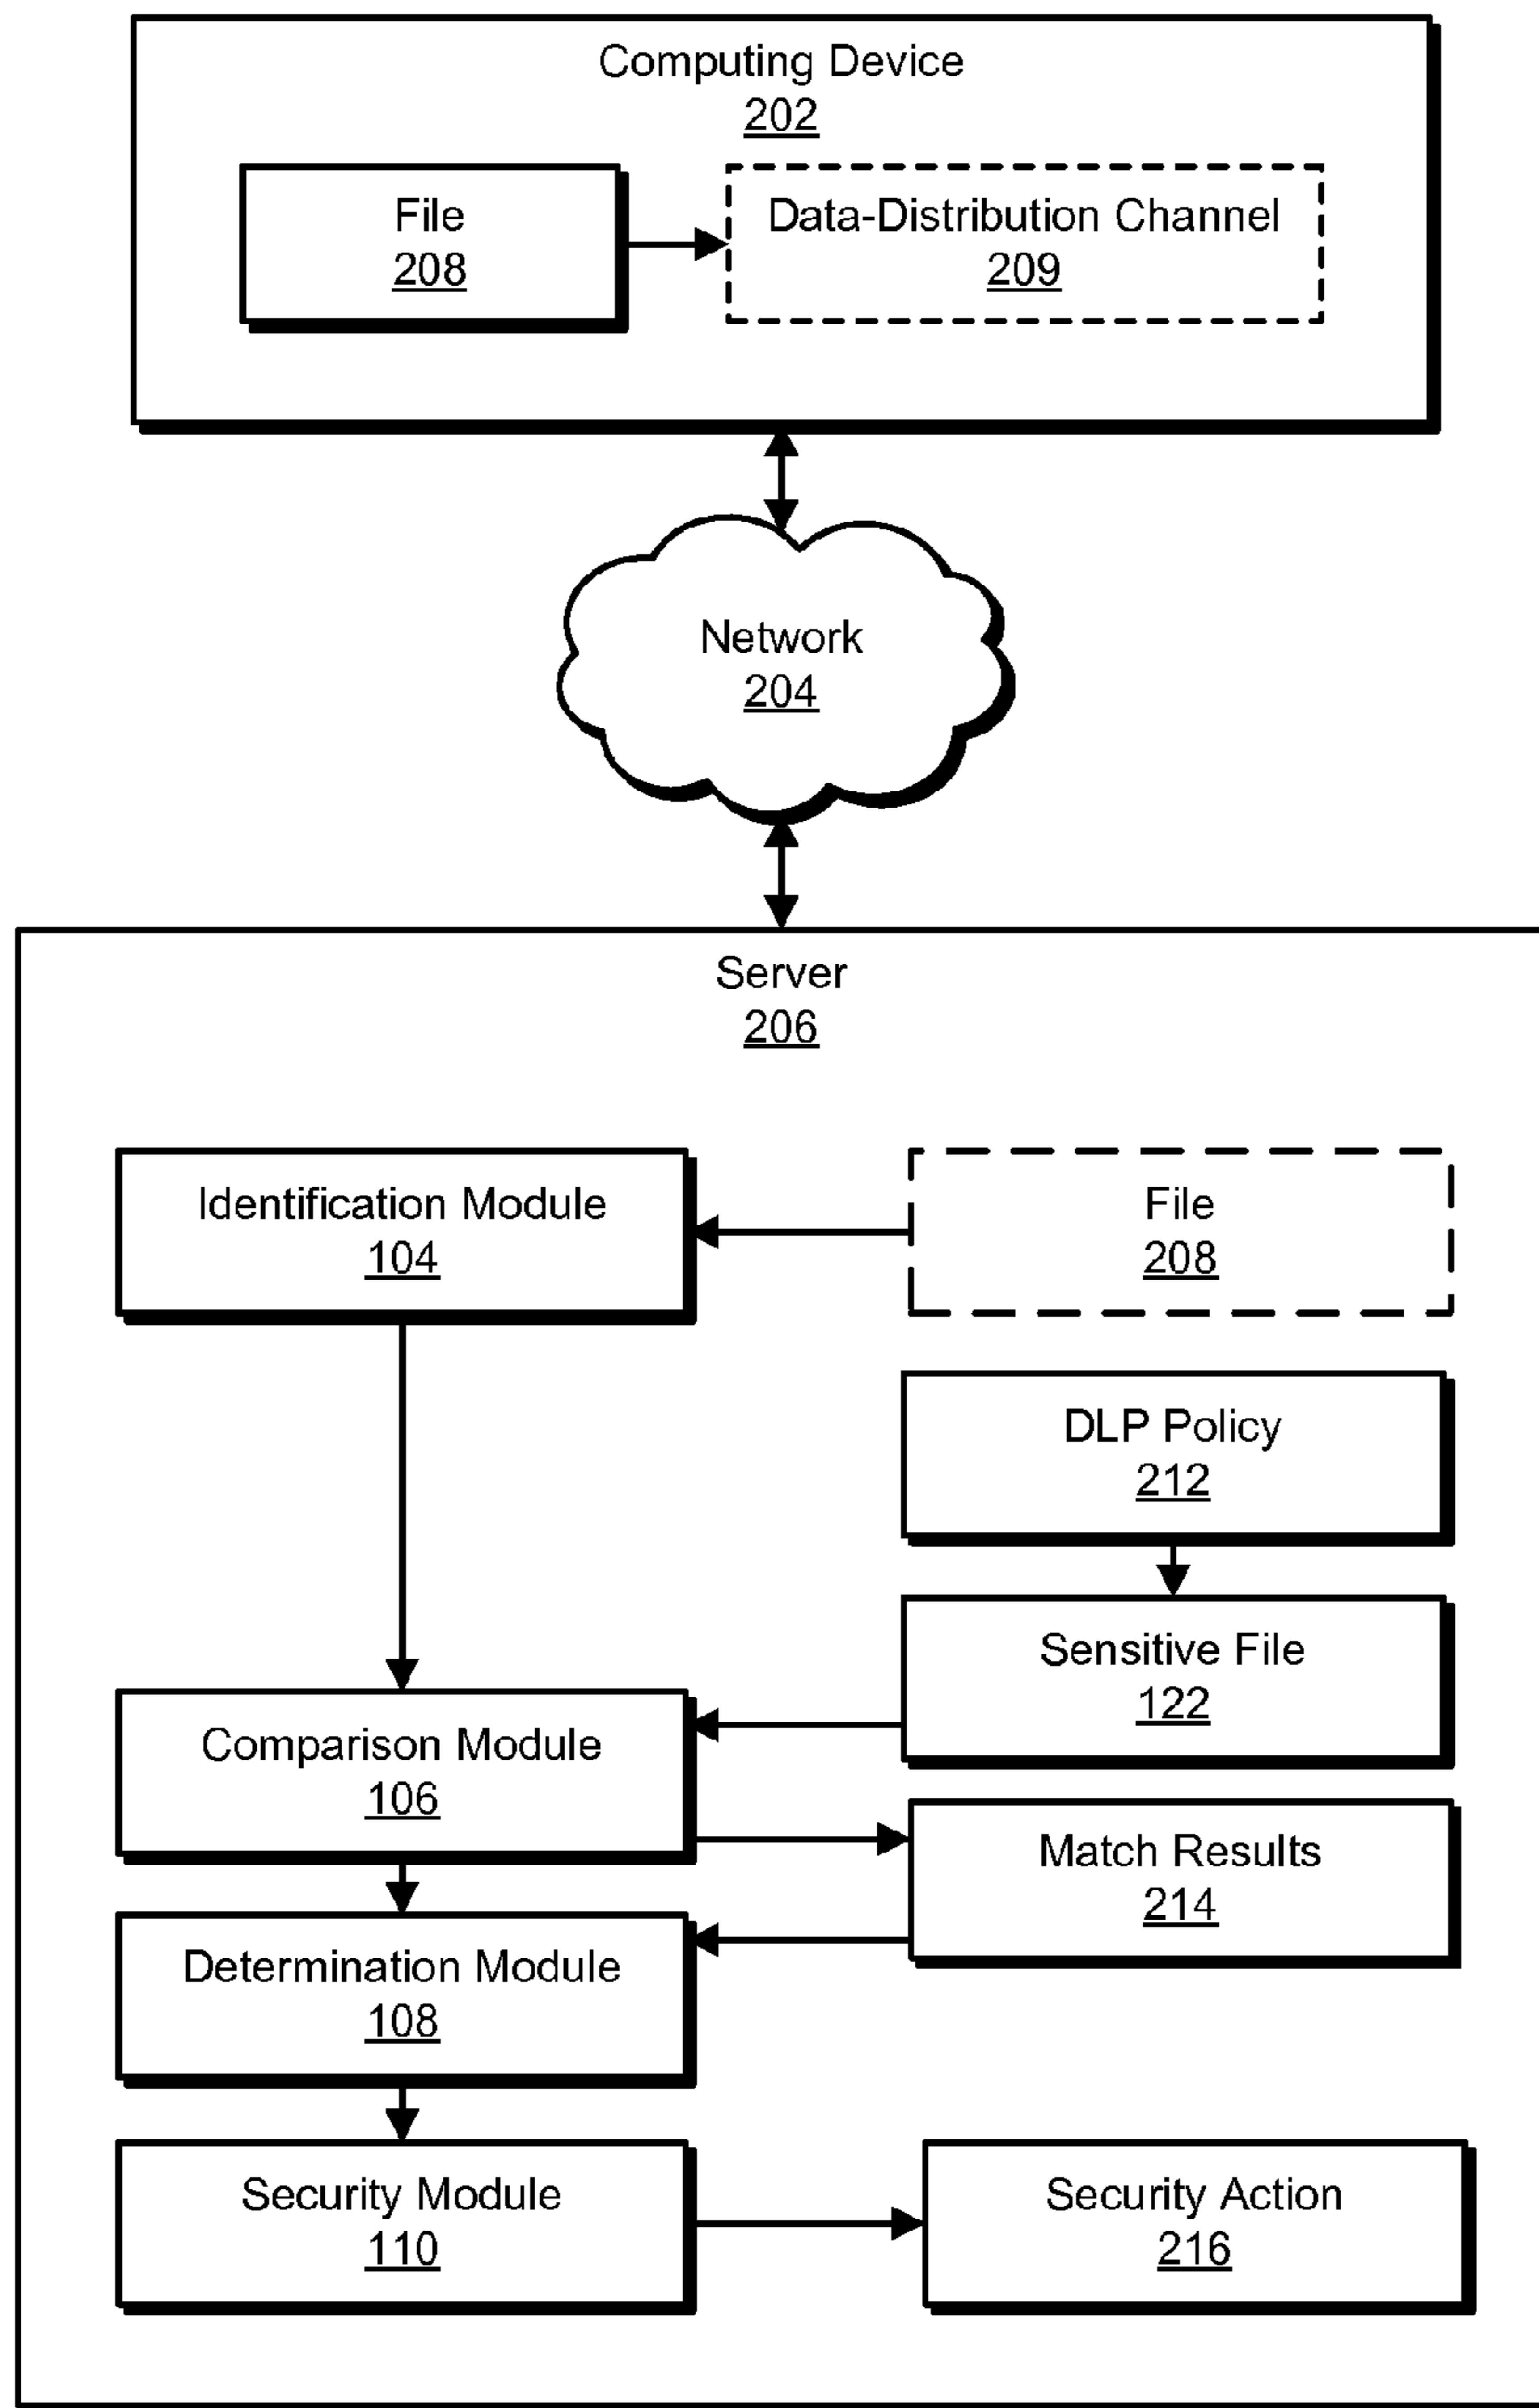 Computing Device
202
File
208
Data-Distribution Channel
209
Network
204
Server
206
Identification Module
104
File
208
DLP Policy
212
Sensitive File
122
Comparison Module
106
Match Results
214
Determination Module
108
Security Module
110
Security Action
216